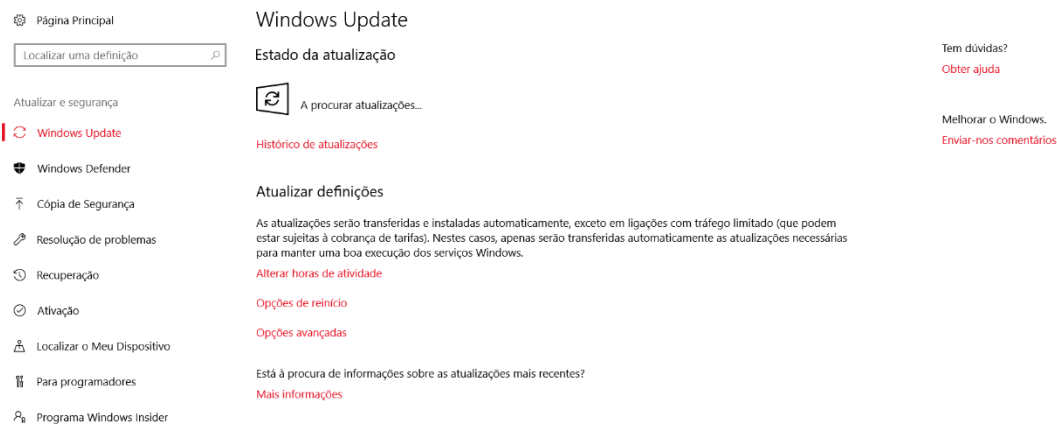 Página Principal
Localizar uma definição
Atualizar e segurança
Windows Update
Windows Defender
Cópia de Segurança
Resolução de problemas
Recuperação
Ativação
Localizar o Meu Dispositivo
Para programadores
Programa Windows Insider
Windows Update
Estado da atualização
A procurar atualizações...
Histórico de atualizações
Atualizar definições
As atualizações serão transferidas e instaladas automaticamente, exceto em ligações com tráfego limitado (que podem
estar sujeitas à cobrança de tarifas). Nestes casos, apenas serão transferidas automaticamente as atualizações necessárias
para manter uma boa execução dos serviços Windows.
Alterar horas de atividade
Opções de reinício
Opções avançadas
Está à procura de informações sobre as atualizações mais recentes?
Mais informações
Tem dúvidas?
Obter ajuda
Melhorar o Windows.
Enviar-nos comentários